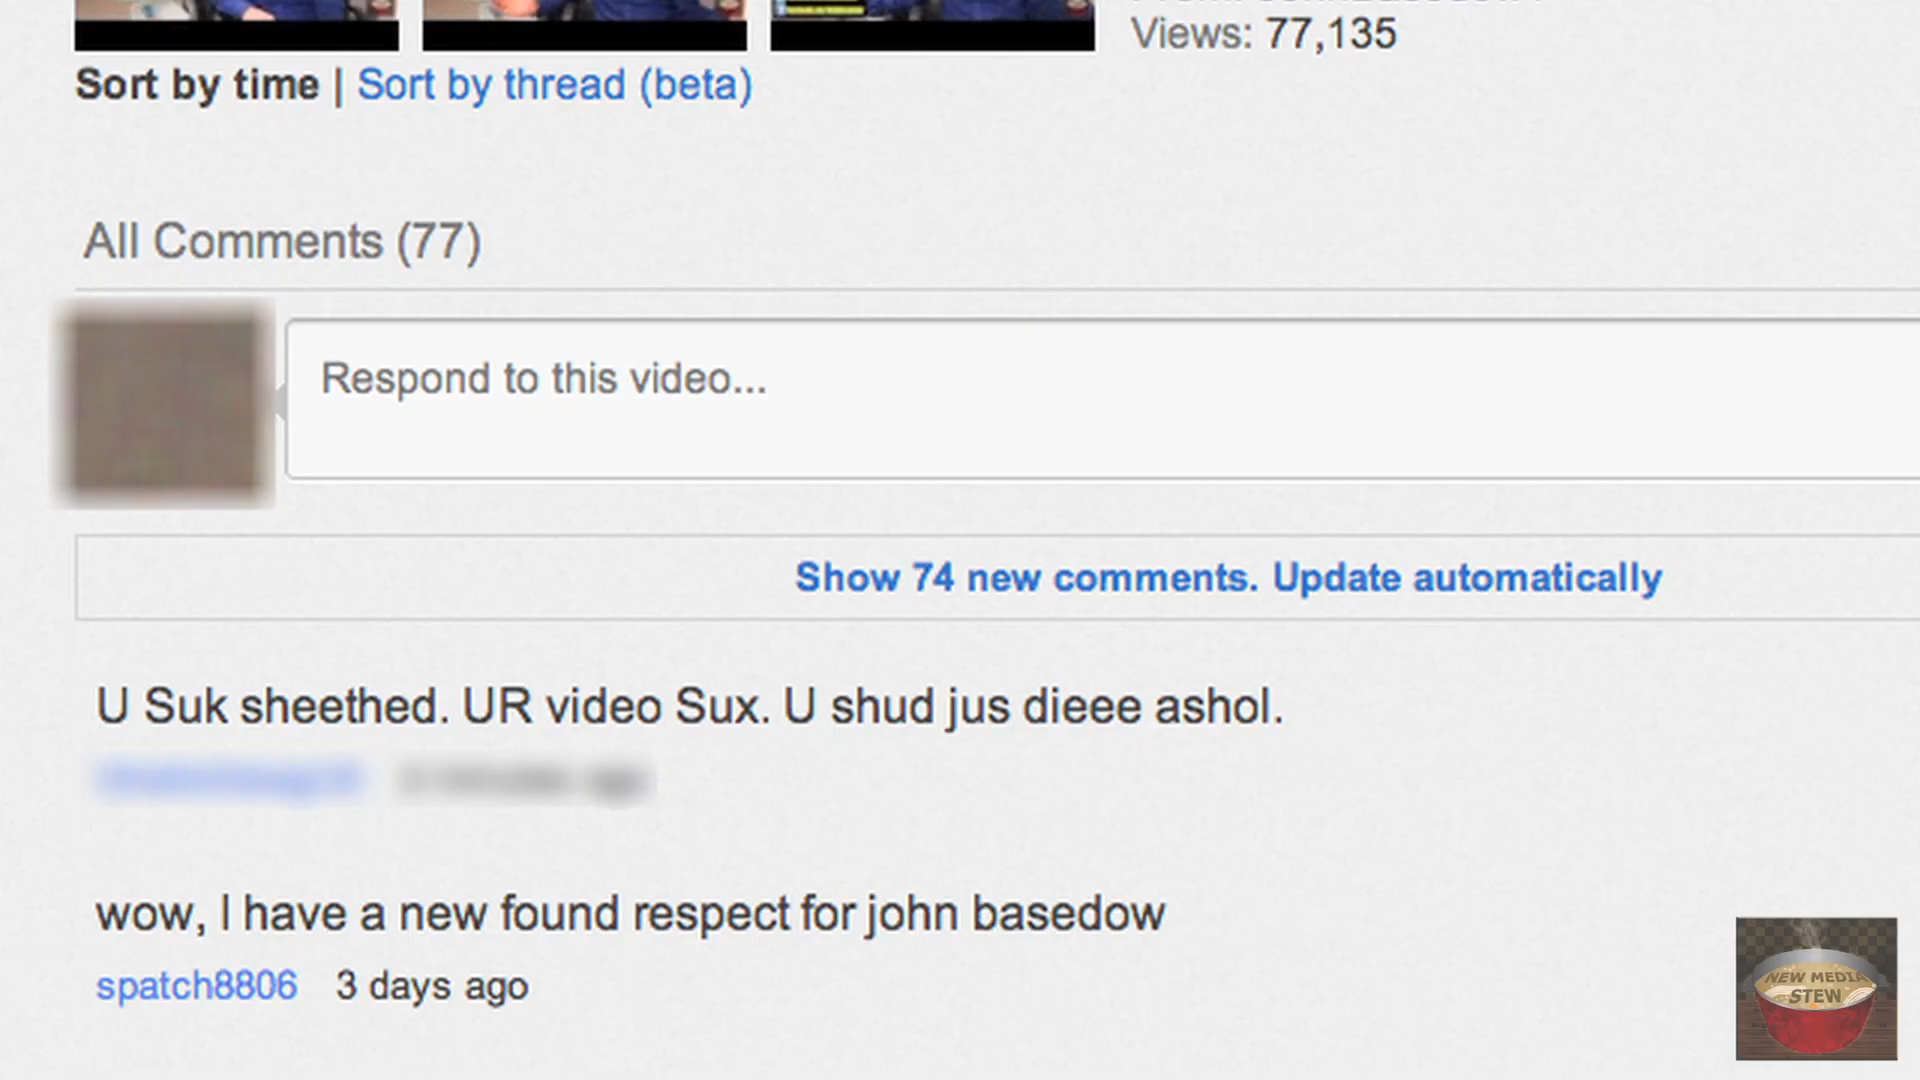 Views: 77,135
Sort by time | Sort by thread (beta)
All Comments (77)
Respond to this video...
Show 74 new comments. Update automatically
U Suk sheethed. UR video Sux. U shud jus dieee ashol.
wow, I have a new found respect for john basedow
spatch8806 3 days ago
NEW MEDIA
STEW